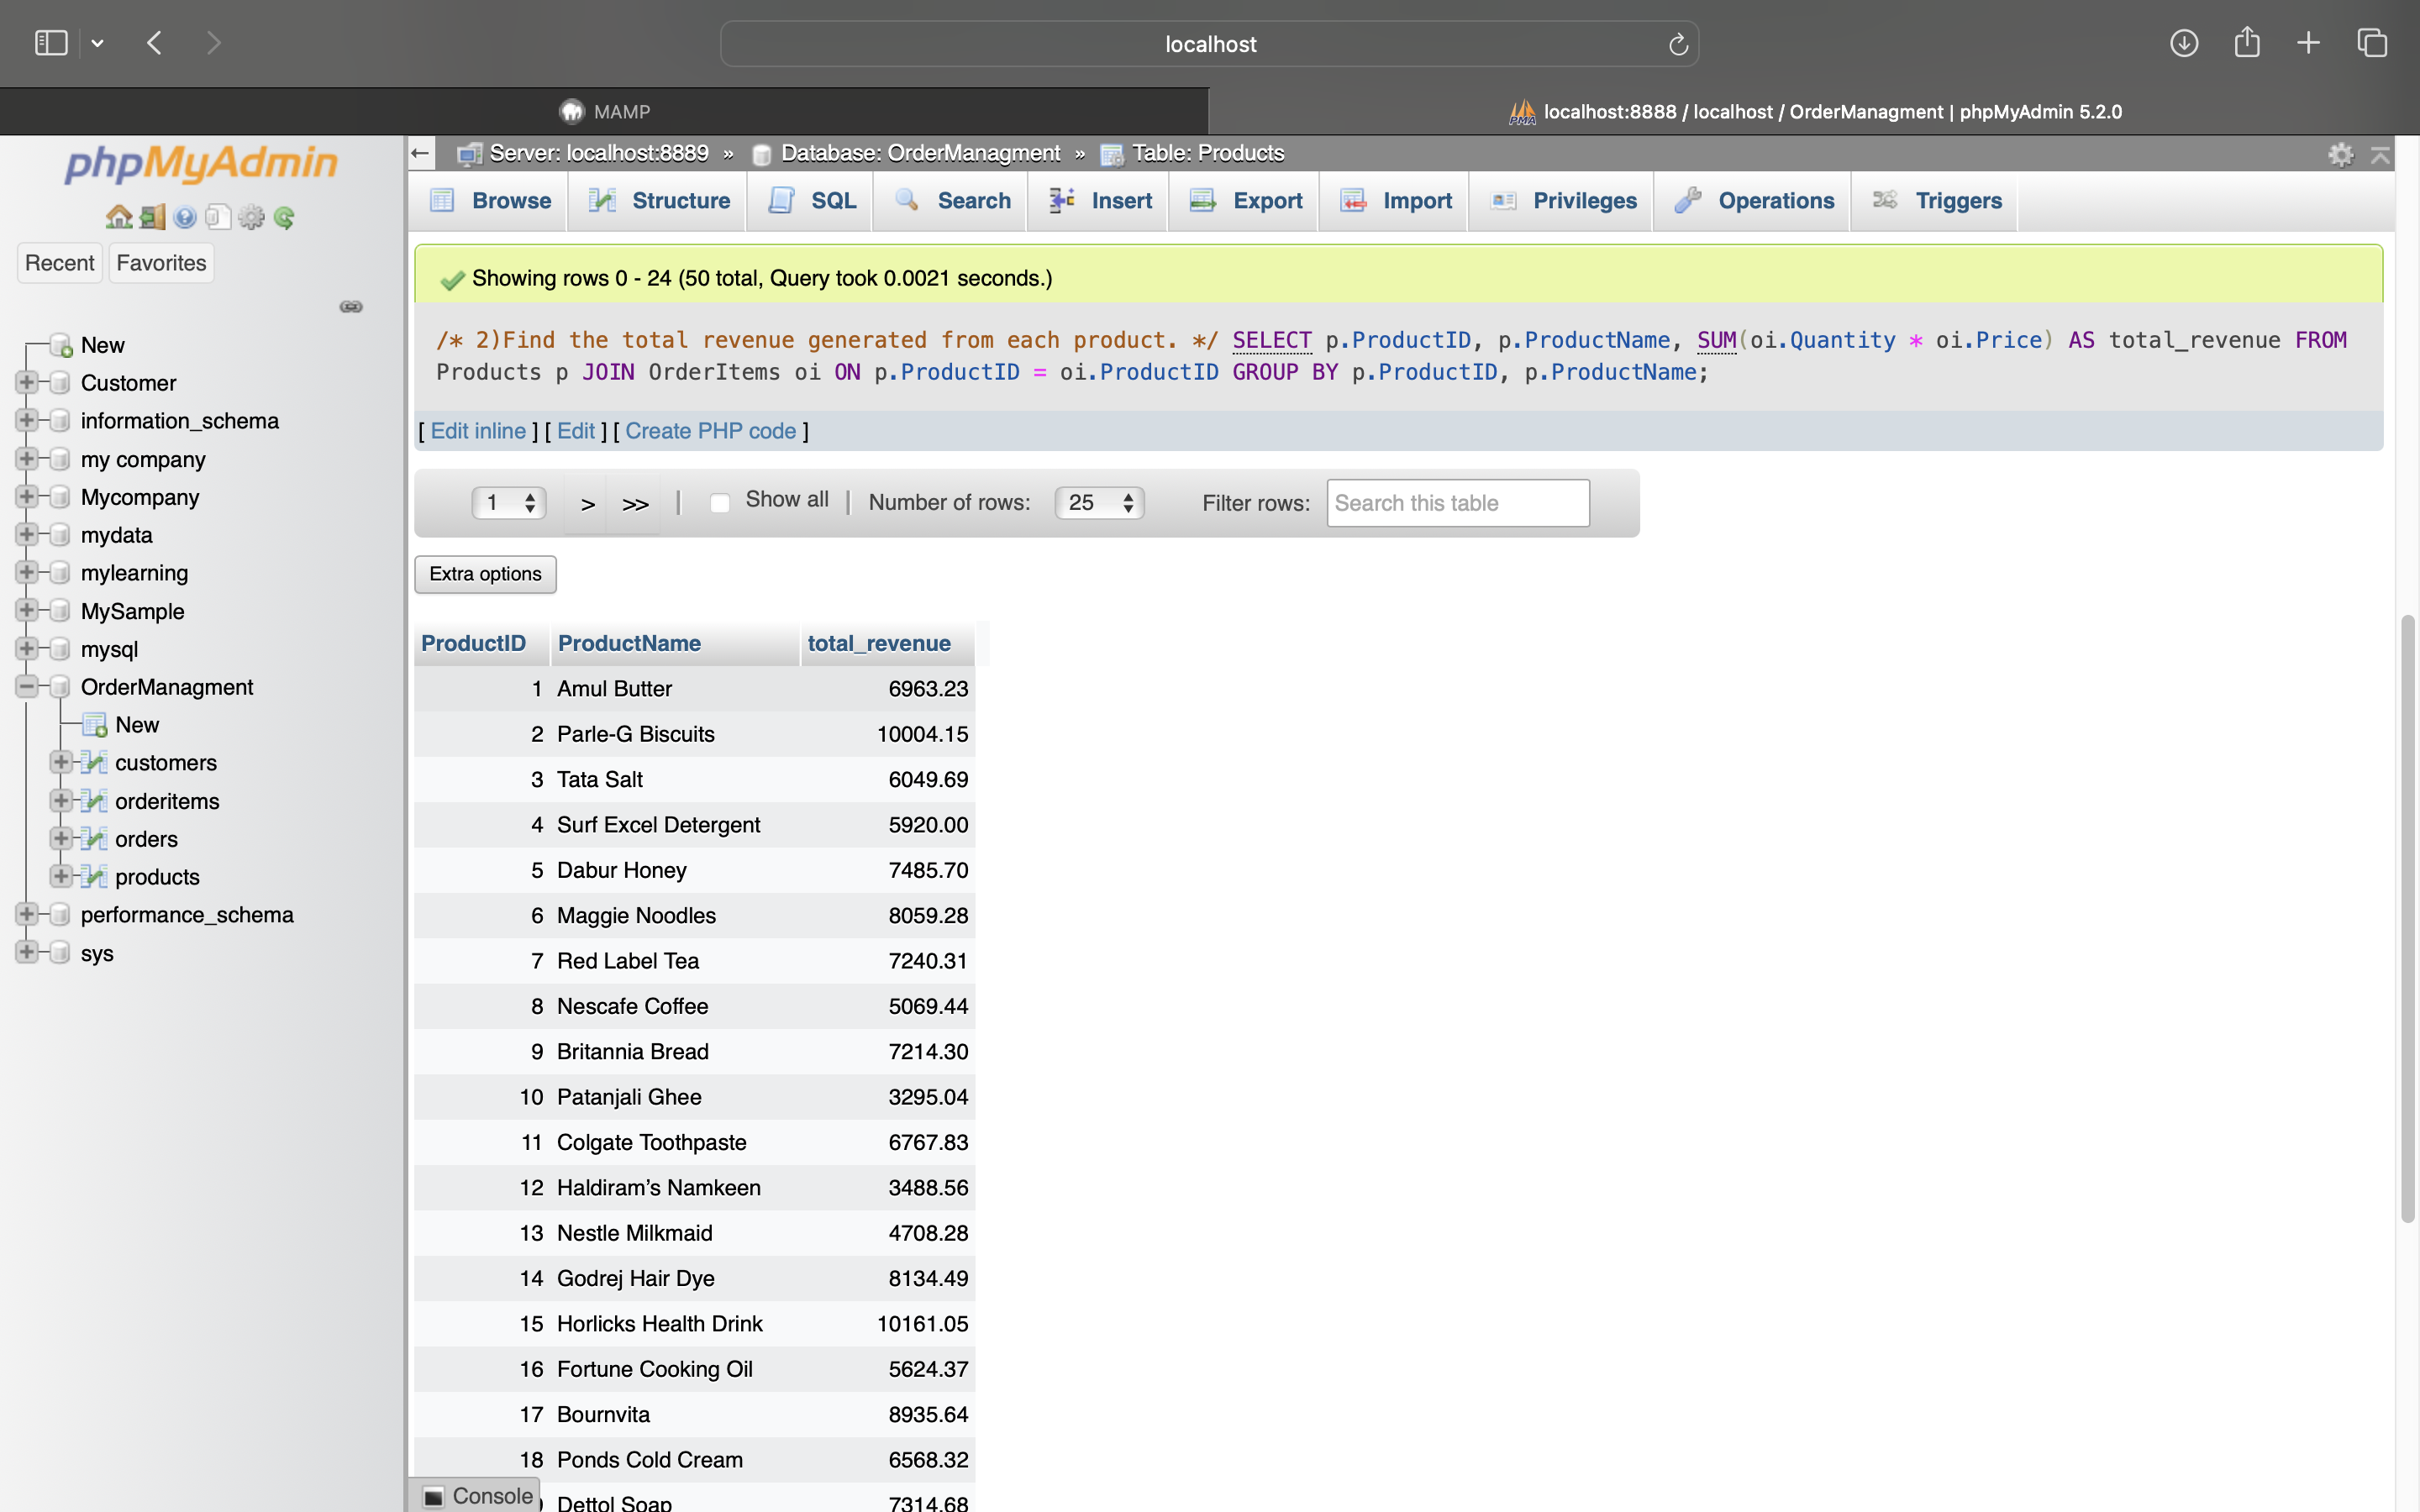 localhost
MAMP
localhost:8888 / localhost / OrderManagment | phpMyAdmin 5.2.0
phpMyAdmin
Recent
Favorites
New
Customer
information_schema
my company
Mycompany
mydata
mylearning
MySample
mysql
OrderManagment
New
customers
orderitems
orders
products
performance_schema
sys
Server: localhost:8889 » Database: OrderManagment » Table: Products
Browse Structure SQL Search Insert Export Import Privileges Operations Triggers
Showing rows 0 - 24 (50 total, Query took 0.0021 seconds.)
/* 2)Find the total revenue generated from each product. */ SELECT p.ProductID, p.ProductName, SUM(oi.Quantity * oi.Price) AS total_revenue FROM
Products p JOIN OrderItems oi ON p.ProductID = oi.ProductID GROUP BY p.ProductID, p.ProductName;
[ Edit inline ] [ Edit ] [ Create PHP code ]
1 > >> | Show all | Number of rows: 25 Filter rows: Search this table
Extra options
ProductID ProductName total_revenue
1 Amul Butter 6963.23
2 Parle-G Biscuits 10004.15
3 Tata Salt 6049.69
4 Surf Excel Detergent 5920.00
5 Dabur Honey 7485.70
6 Maggie Noodles 8059.28
7 Red Label Tea 7240.31
8 Nescafe Coffee 5069.44
9 Britannia Bread 7214.30
10 Patanjali Ghee 3295.04
11 Colgate Toothpaste 6767.83
12 Haldiram’s Namkeen 3488.56
13 Nestle Milkmaid 4708.28
14 Godrej Hair Dye 8134.49
15 Horlicks Health Drink 10161.05
16 Fortune Cooking Oil 5624.37
17 Bournvita 8935.64
18 Ponds Cold Cream 6568.32
Dettol Soap 7314.68
Console